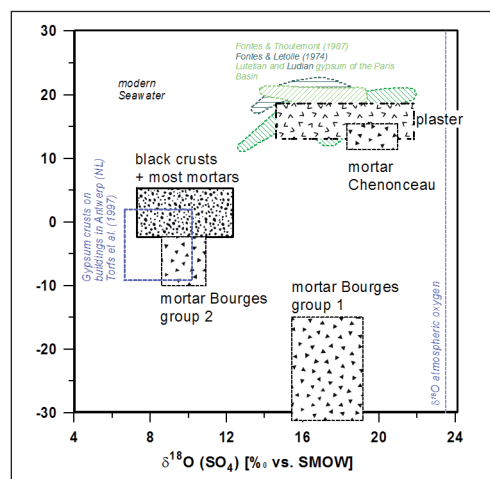 30
20
10
0
-10
-20
-30
4
8
12
16
20
24
Fontes & Thoulemont (1987)
Fontes & Letolle (1974)
Lutetian and Ludian gypsum of the Paris
Basin
modern
Seawater
plaster
mortar
Chenonceau
black crusts
+ most mortars
Gypsum crusts on
buildings in Antwerp (NL)
Torfs et al. (1997)
mortar Bourges
group 2
mortar Bourges
group 1
δ¹⁸O atmospheric oxygen
δ¹⁸O (SO₄) [‰ vs. SMOW]